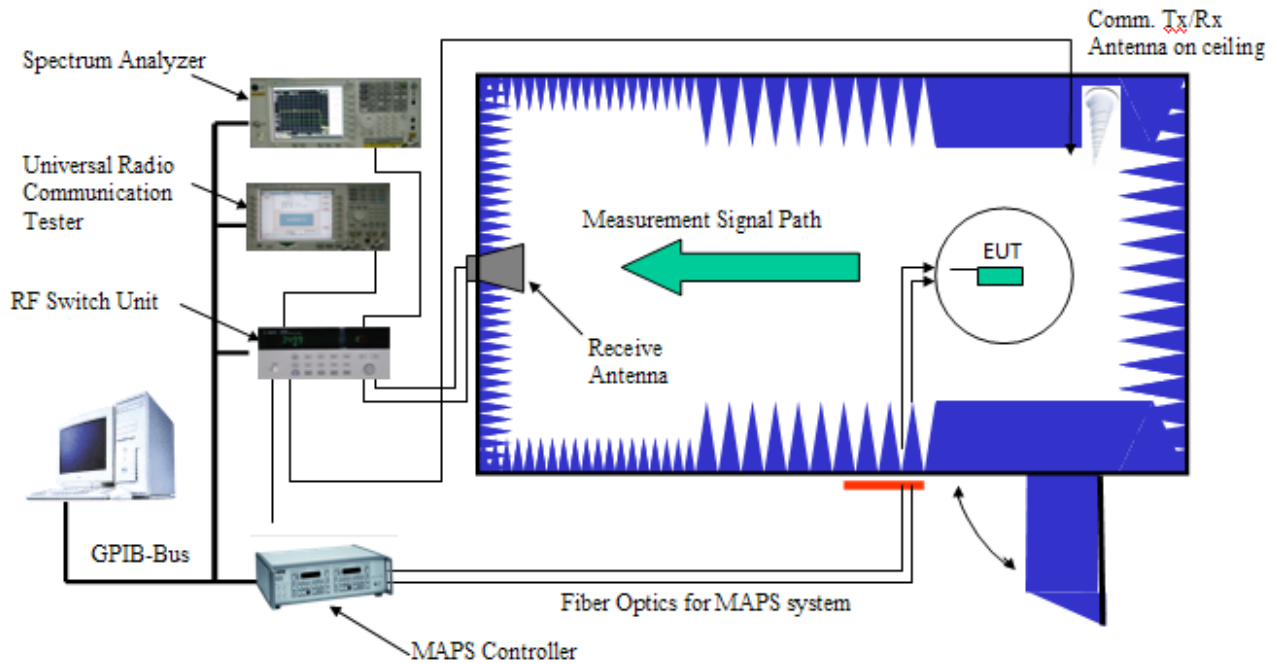 Comm. Tx/Rx
Antenna on ceiling
Spectrum Analyzer
Universal Radio
Communication
Tester
Measurement Signal Path
EUT
RF Switch Unit
Receive
Antenna
GPIB-Bus
Fiber Optics for MAPS system
MAPS Controller